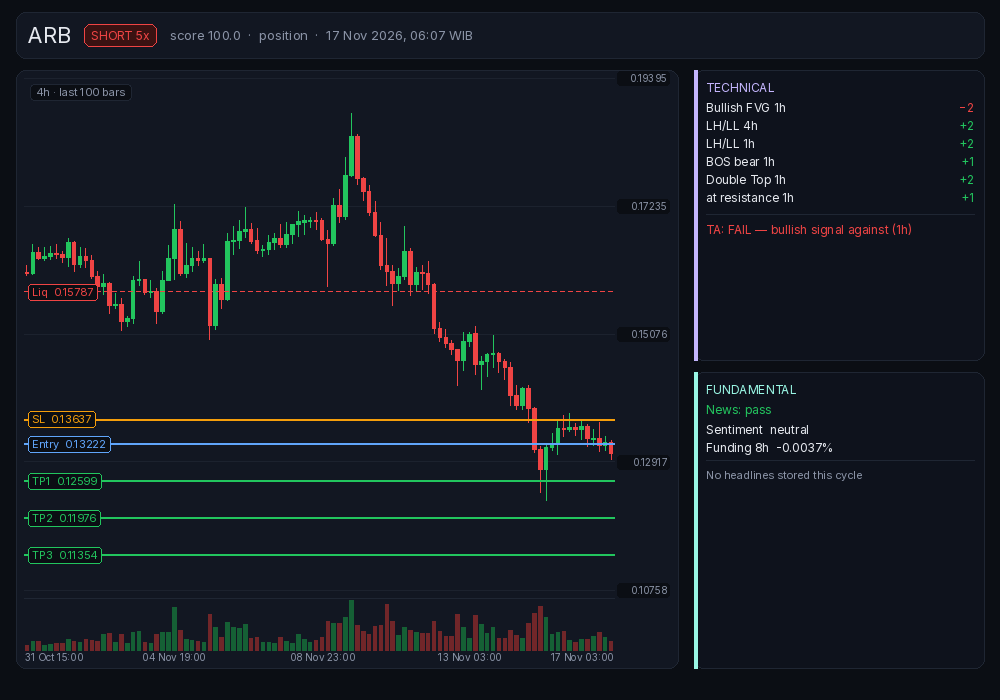 ARB SHORT 5x score 100.0 · position · 17 Nov 2026, 06:07 WIB
4h · last 100 bars
0.19395
0.17235
Liq 0.15787
0.15076
SL 0.13637
Entry 0.13222
0.12917
TP1 0.12599
TP2 0.11976
TP3 0.11354
0.10758
31 Oct 15:00 04 Nov 19:00 08 Nov 23:00 13 Nov 03:00 17 Nov 03:00
TECHNICAL
Bullish FVG 1h −2
LH/LL 4h +2
LH/LL 1h +2
BOS bear 1h +1
Double Top 1h +2
at resistance 1h +1
TA: FAIL — bullish signal against (1h)
FUNDAMENTAL
News: pass
Sentiment neutral
Funding 8h -0.0037%
No headlines stored this cycle